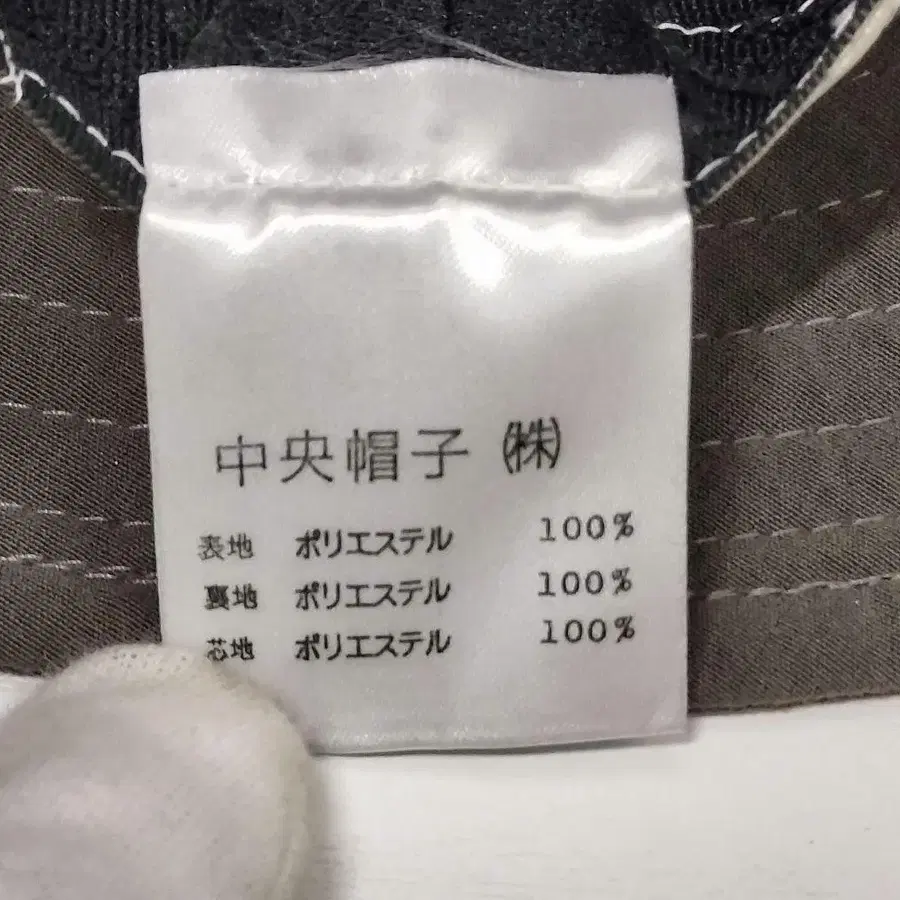 中央帽子 ㈱
表地 ポリエステル 100%
裏地 ポリエステル 100%
芯地 ポリエステル 100%